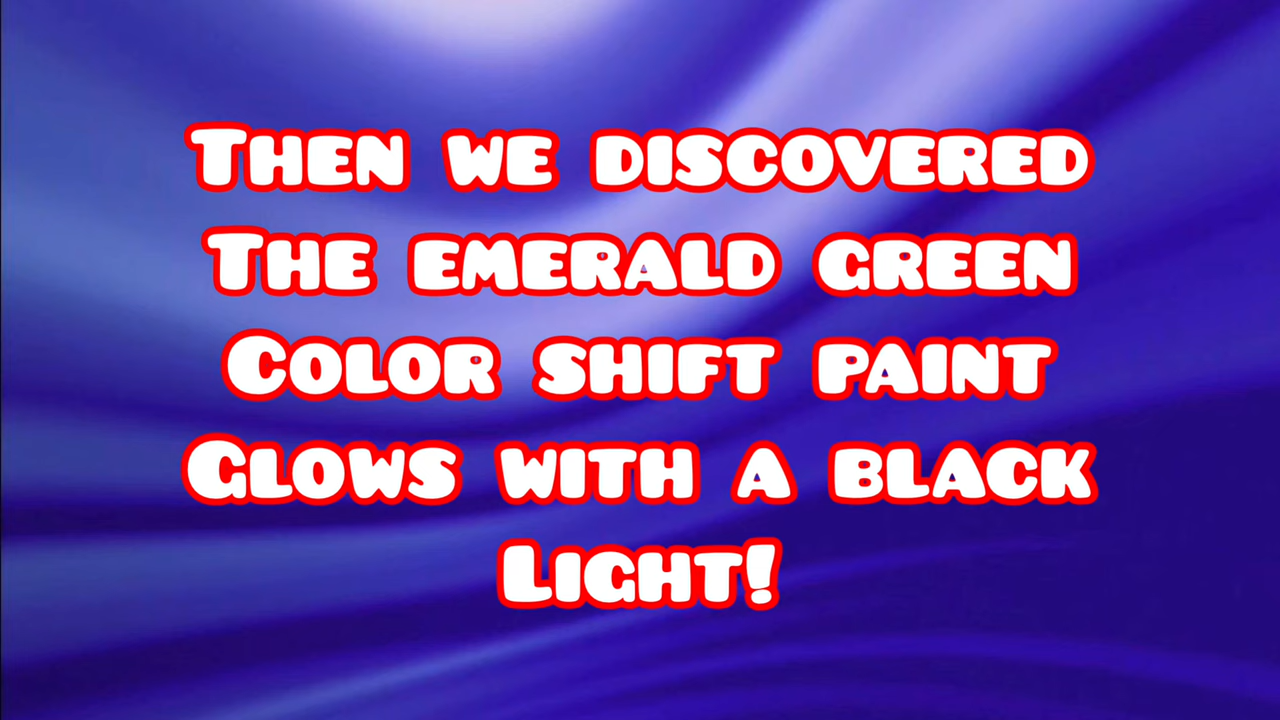 Then we discovered
The emerald green
Color shift paint
Glows with a black
Light!